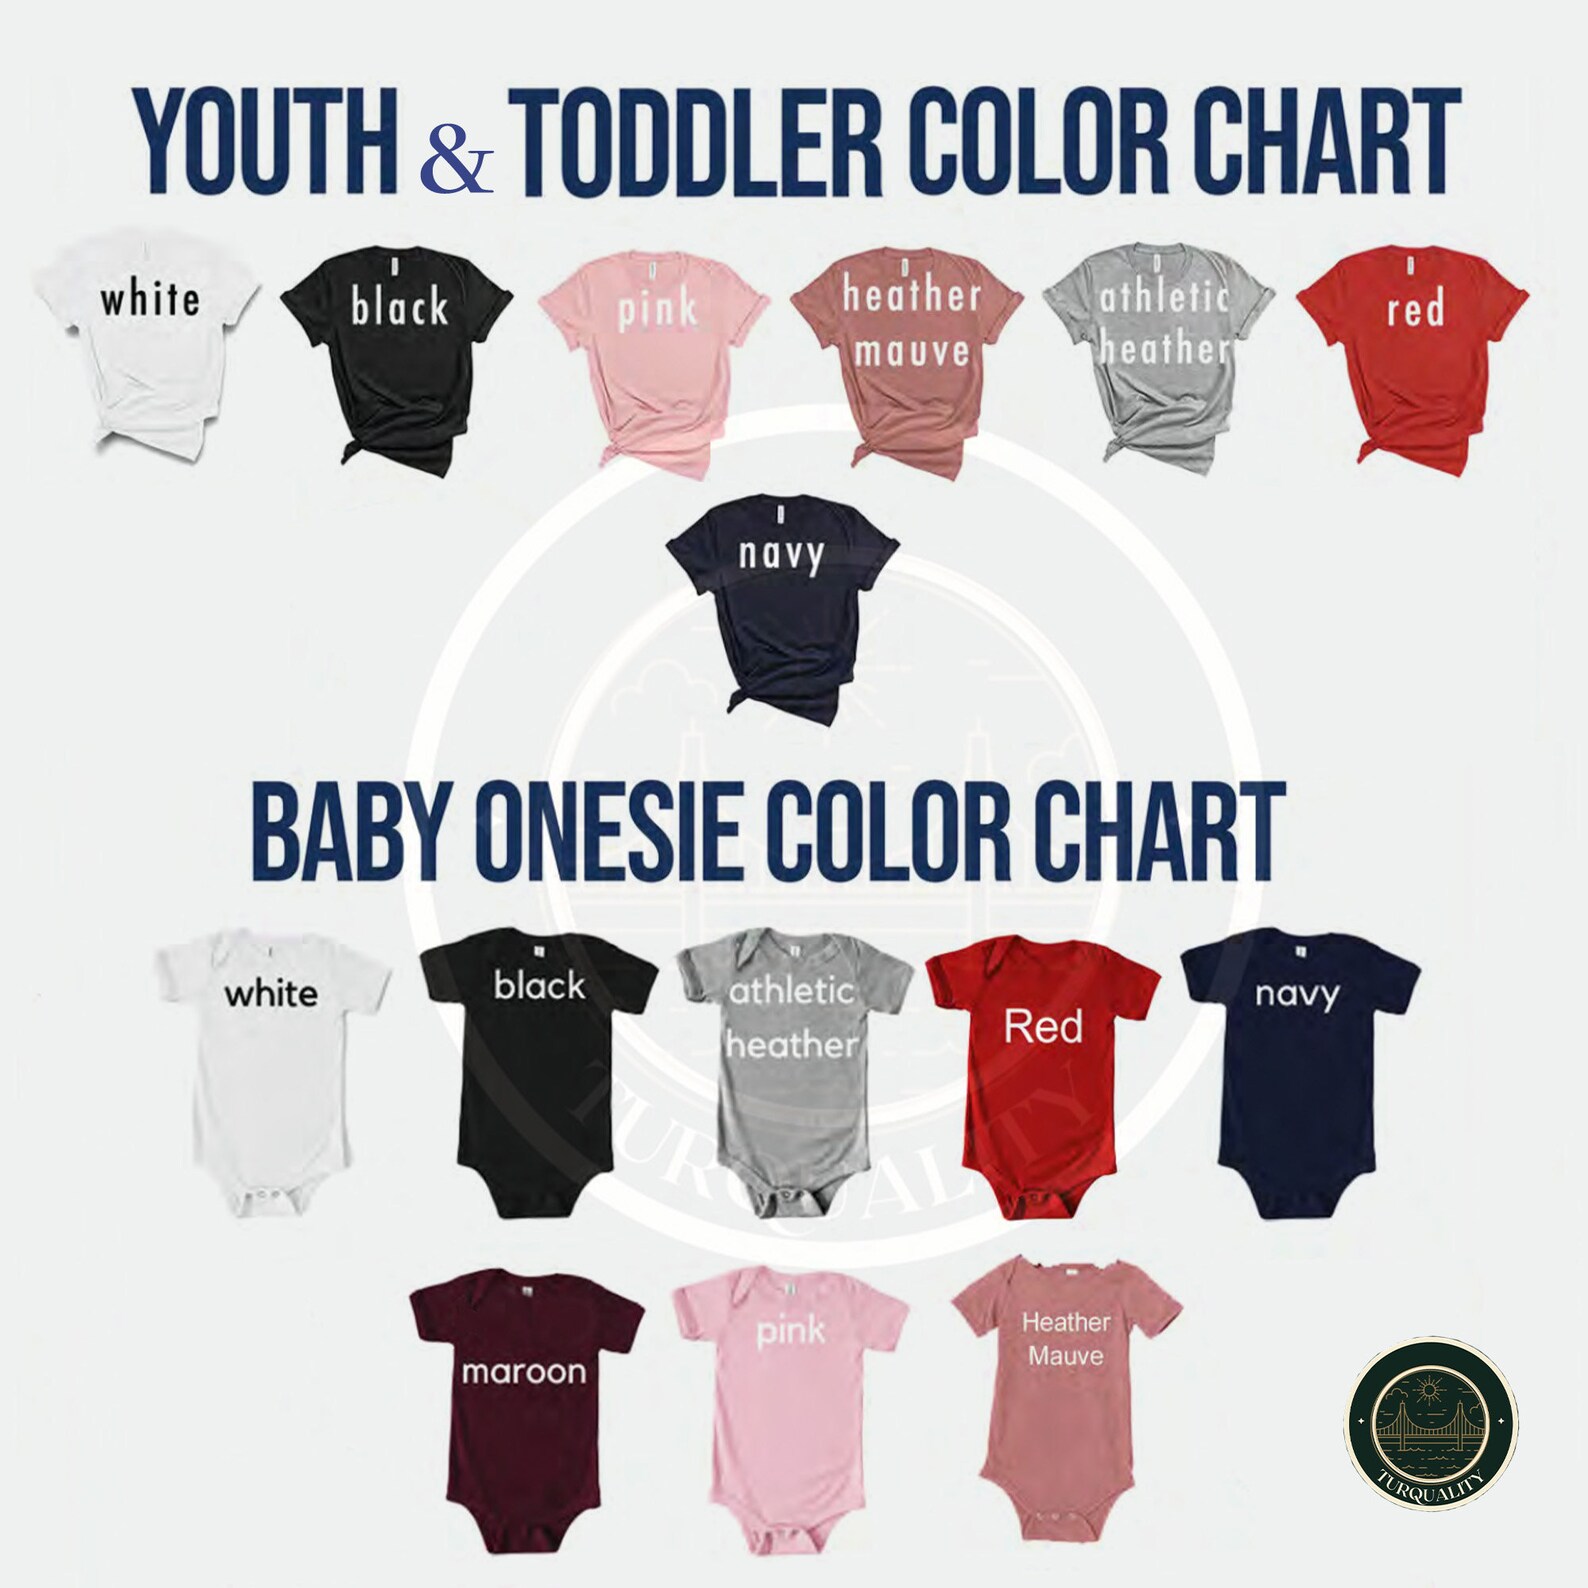 YOUTH & TODDLER COLOR CHART
white
black
pink
heather
mauve
athletic
heather
red
navy
BABY ONESIE COLOR CHART
white
black
athletic
heather
Red
navy
TURQUALITY
maroon
pink
Heather
Mauve
TURQUALITY